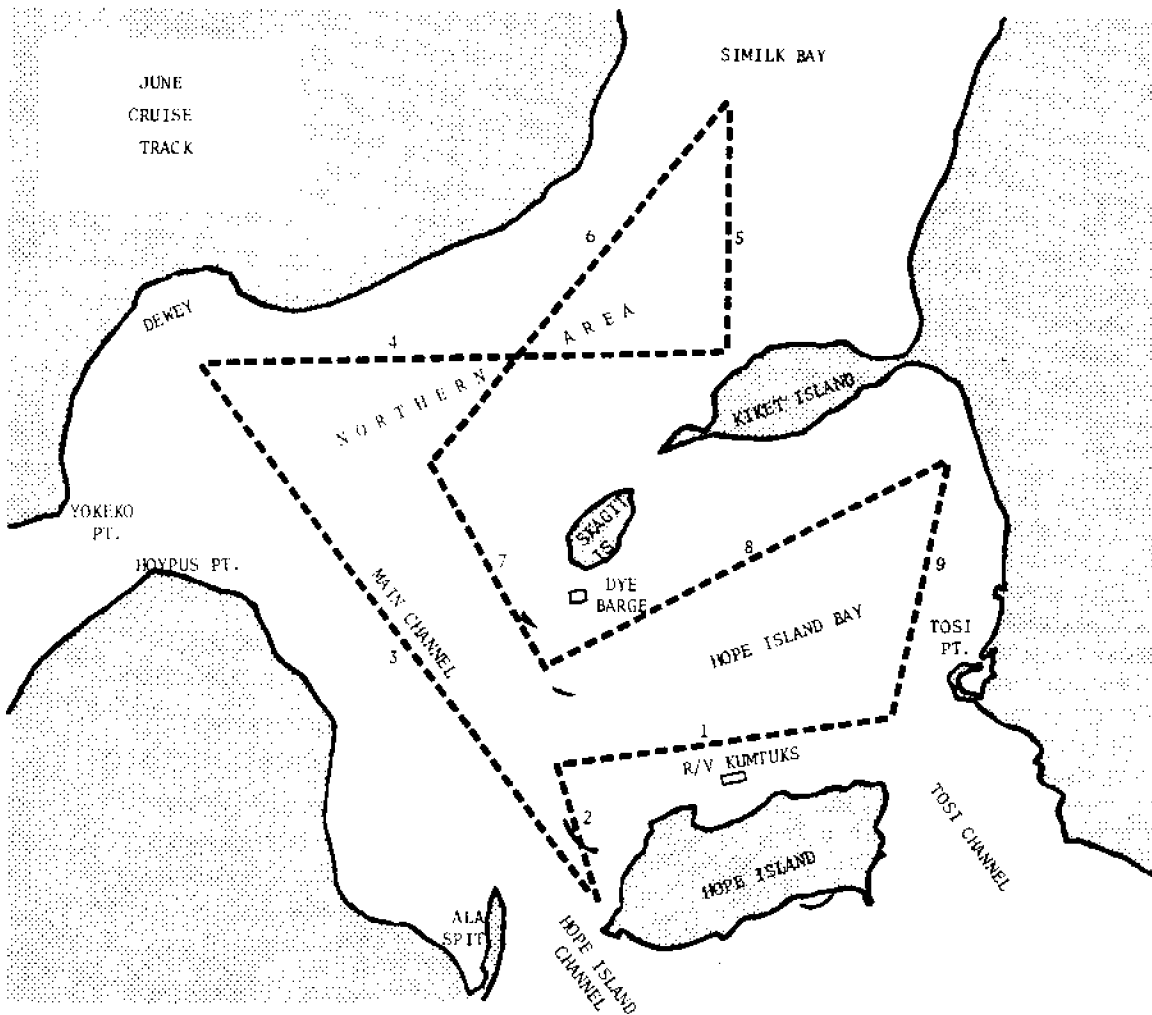 SIMILK BAY
JUNE
CRUISE
TRACK
6
5
DEWEY
4
NORTHERN AREA
KIKET ISLAND
YOKEKO
PT.
HOYPUS PT.
SKAGIT
IS.
7
8
9
DYE
BARGE
MAIN CHANNEL
3
HOPE ISLAND BAY
TOSI
PT.
1
R/V KUMTUKS
2
TOSI CHANNEL
HOPE ISLAND
ALA
SPIT
HOPE ISLAND
CHANNEL